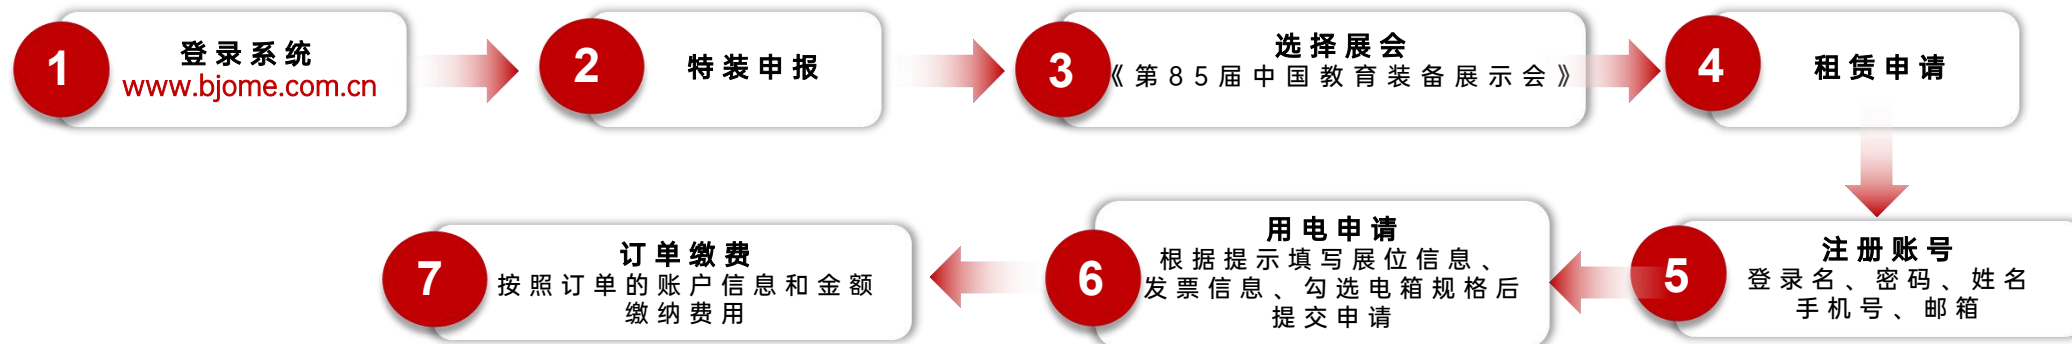 1
登录系统
www.bjome.com.cn
2
特装申报
3
选择展会
《第85届中国教育装备展示会》
4
租赁申请
5
注册账号
登录名、密码、姓名
手机号、邮箱
6
用电申请
根据提示填写展位信息、
发票信息、勾选电箱规格后
提交申请
7
订单缴费
按照订单的账户信息和金额
缴纳费用